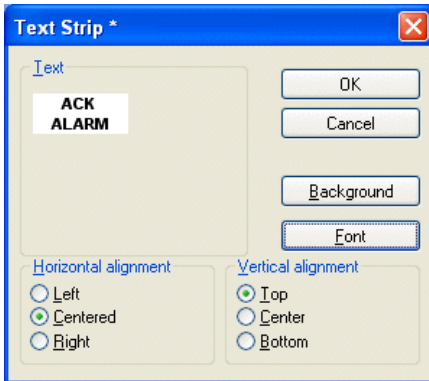 Text Strip *
Text
ACK
ALARM
OK
Cancel
Background
Font
Horizontal alignment
Left
Centered
Right
Vertical alignment
Top
Center
Bottom